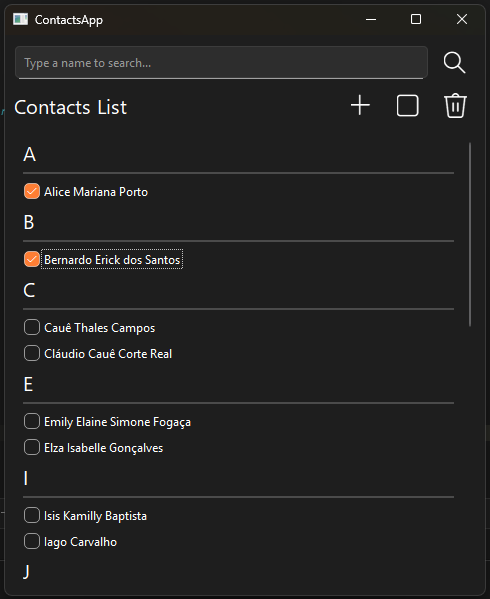 ContactsApp
Type a name to search...
Contacts List
A
Alice Mariana Porto
B
Bernardo Erick dos Santos
C
Cauê Thales Campos
Cláudio Cauê Corte Real
E
Emily Elaine Simone Fogaça
Elza Isabelle Gonçalves
I
Isis Kamilly Baptista
Iago Carvalho
J